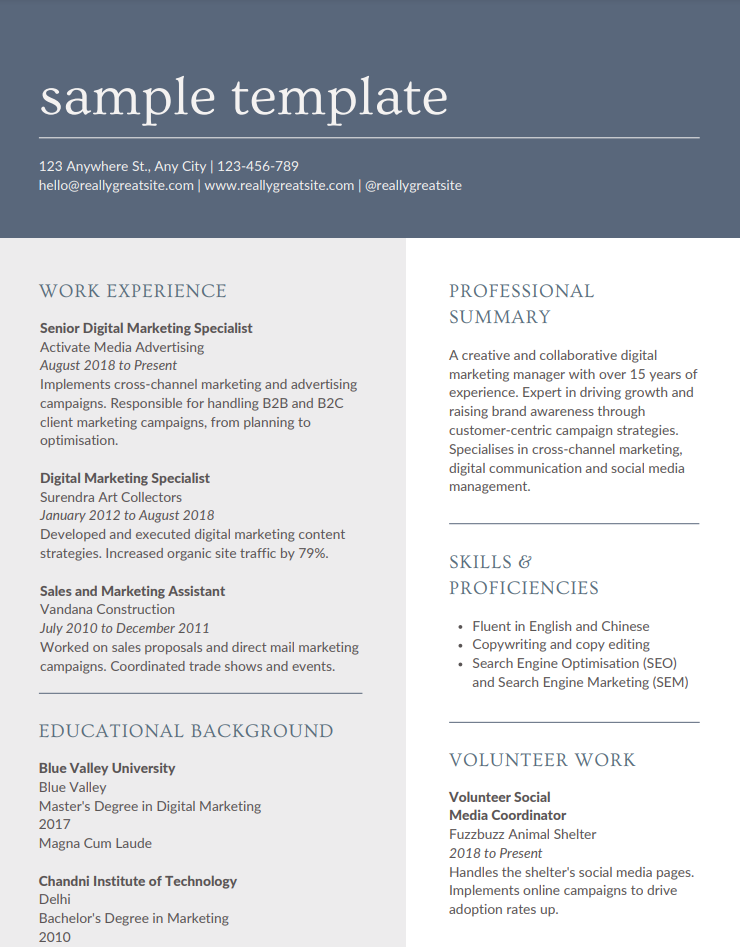 sample template
123 Anywhere St., Any City | 123-456-789
hello@reallygreatsite.com | www.reallygreatsite.com | @reallygreatsite
WORK EXPERIENCE
Senior Digital Marketing Specialist
Activate Media Advertising
August 2018 to Present
Implements cross-channel marketing and advertising
campaigns. Responsible for handling B2B and B2C
client marketing campaigns, from planning to
optimisation.
Digital Marketing Specialist
Surendra Art Collectors
January 2012 to August 2018
Developed and executed digital marketing content
strategies. Increased organic site traffic by 79%.
Sales and Marketing Assistant
Vandana Construction
July 2010 to December 2011
Worked on sales proposals and direct mail marketing
campaigns. Coordinated trade shows and events.
EDUCATIONAL BACKGROUND
Blue Valley University
Blue Valley
Master's Degree in Digital Marketing
2017
Magna Cum Laude
Chandni Institute of Technology
Delhi
Bachelor's Degree in Marketing
2010
PROFESSIONAL
SUMMARY
A creative and collaborative digital
marketing manager with over 15 years of
experience. Expert in driving growth and
raising brand awareness through
customer-centric campaign strategies.
Specialises in cross-channel marketing,
digital communication and social media
management.
SKILLS &
PROFICIENCIES
• Fluent in English and Chinese
• Copywriting and copy editing
• Search Engine Optimisation (SEO)
and Search Engine Marketing (SEM)
VOLUNTEER WORK
Volunteer Social
Media Coordinator
Fuzzbuzz Animal Shelter
2018 to Present
Handles the shelter's social media pages.
Implements online campaigns to drive
adoption rates up.